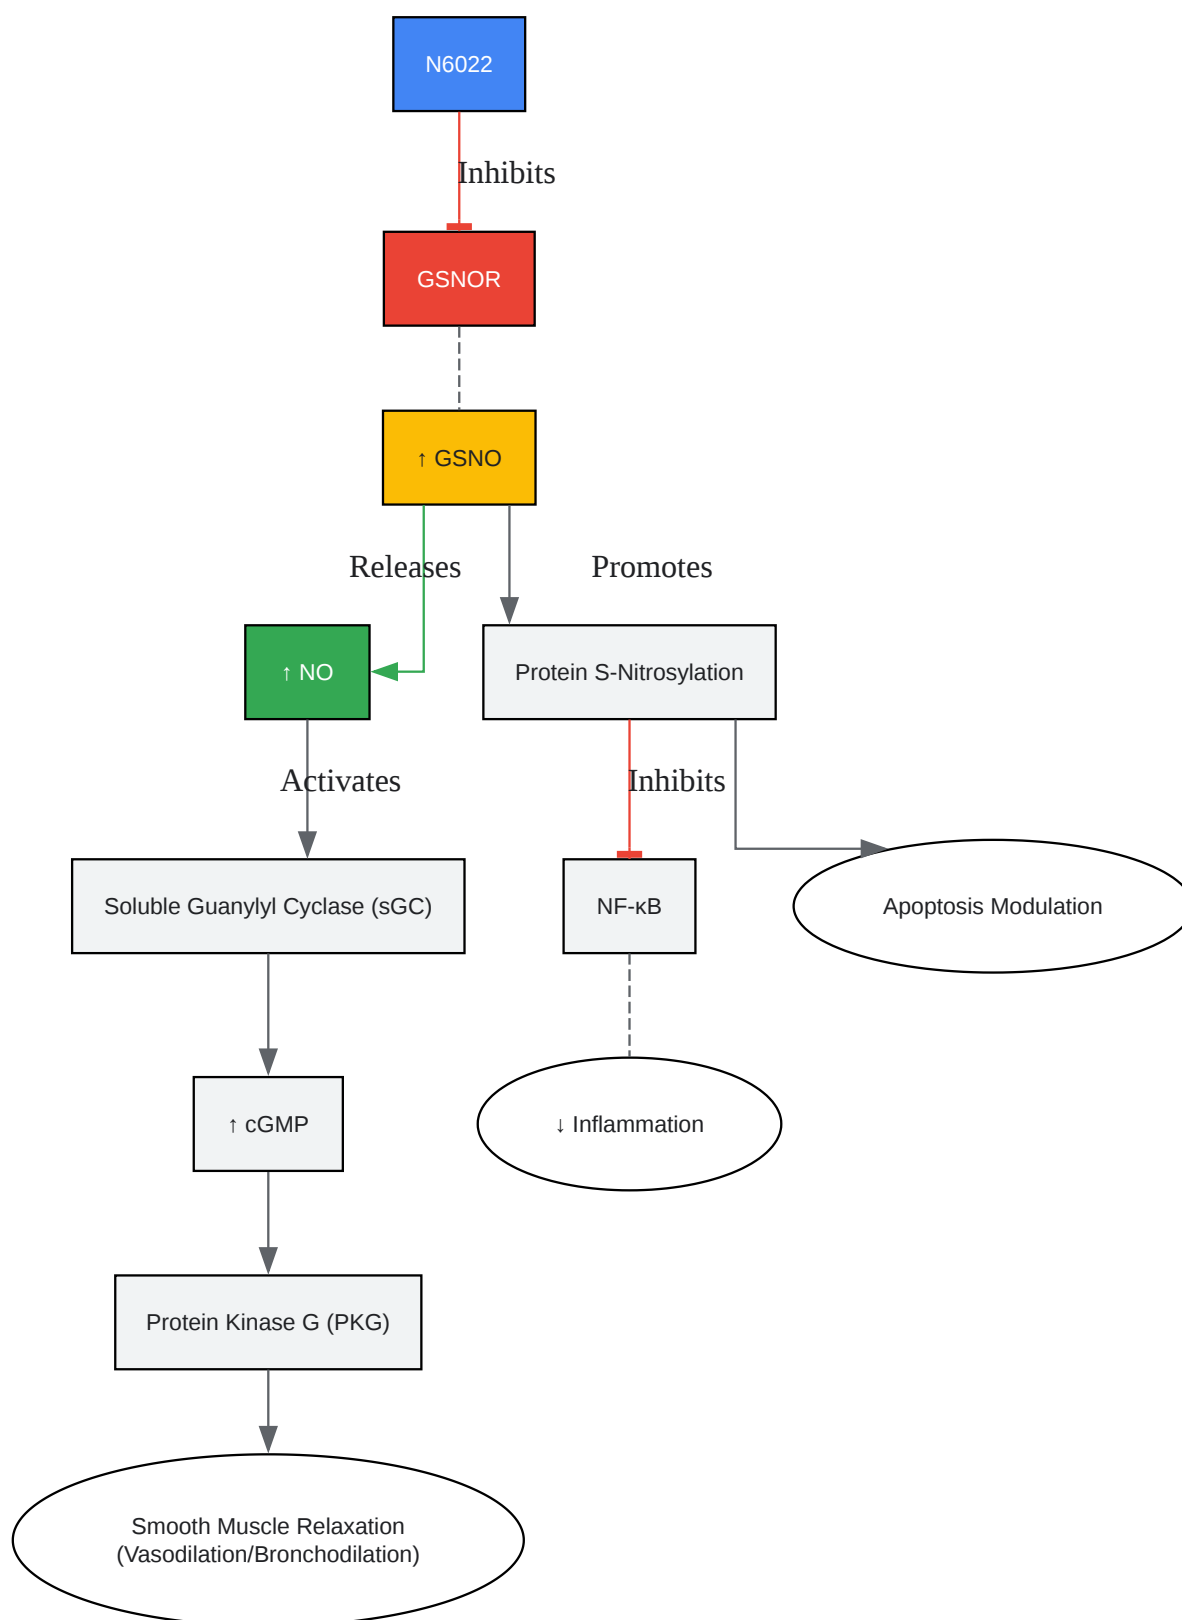 N6022
Inhibits
GSNOR
↑ GSNO
Releases
Promotes
↑ NO
Protein S-Nitrosylation
Activates
Inhibits
Soluble Guanylyl Cyclase (sGC)
NF-κB
Apoptosis Modulation
↑ cGMP
↓ Inflammation
Protein Kinase G (PKG)
Smooth Muscle Relaxation
(Vasodilation/Bronchodilation)